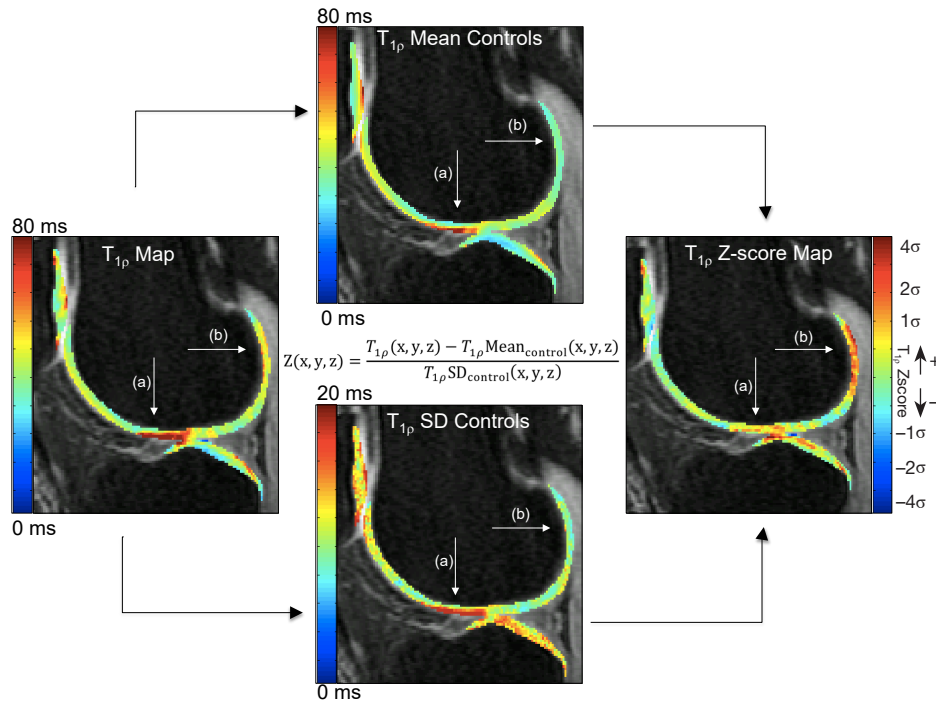 80 ms
T1ρ Mean Controls
(b)
(a)
0 ms
80 ms
T1ρ Map
(b)
(a)
0 ms
Z(x, y, z) = T1ρ(x, y, z) − T1ρMeancontrol(x, y, z)
T1ρSDcontrol(x, y, z)
20 ms
T1ρ SD Controls
(b)
(a)
0 ms
T1ρ Z-score Map
(b)
(a)
4σ
2σ
1σ
−1σ
−2σ
−4σ
T1ρ Zscore
+
−